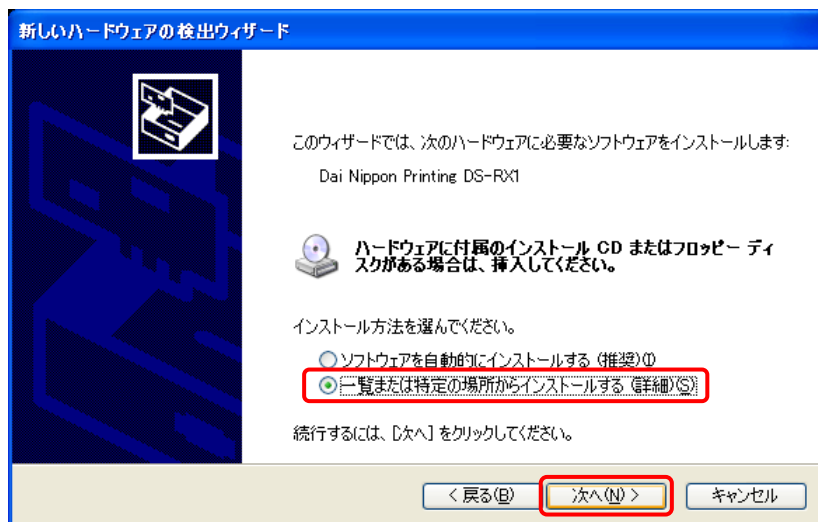 新しいハードウェアの検出ウィザード
このウィザードでは、次のハードウェアに必要なソフトウェアをインストールします:
Dai Nippon Printing DS-RX1
ハードウェアに付属のインストール CD またはフロッピー ディ
スクがある場合は、挿入してください。
インストール方法を選んでください。
ソフトウェアを自動的にインストールする (推奨)(I)
一覧または特定の場所からインストールする (詳細)(S)
続行するには、[次へ] をクリックしてください。
< 戻る(B)
次へ(N) >
キャンセル